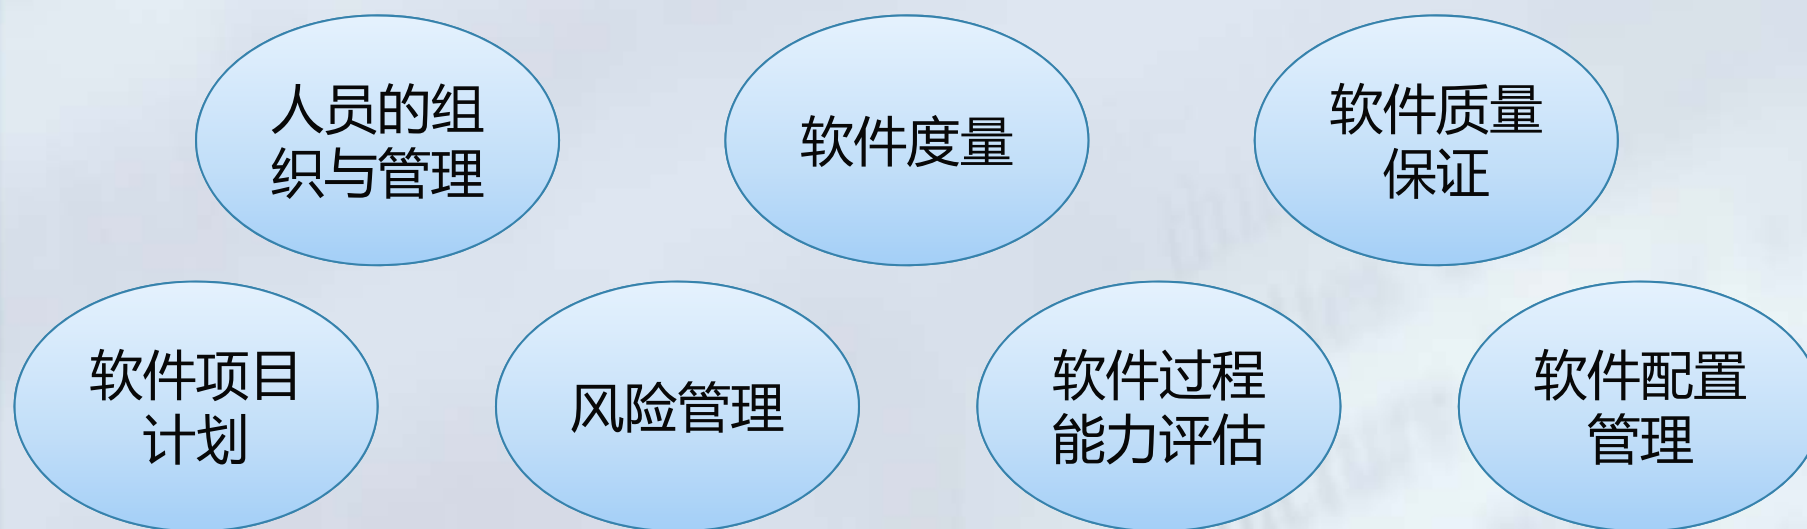 人员的组
织与管理
软件度量
软件质量
保证
软件项目
计划
风险管理
软件过程
能力评估
软件配置
管理